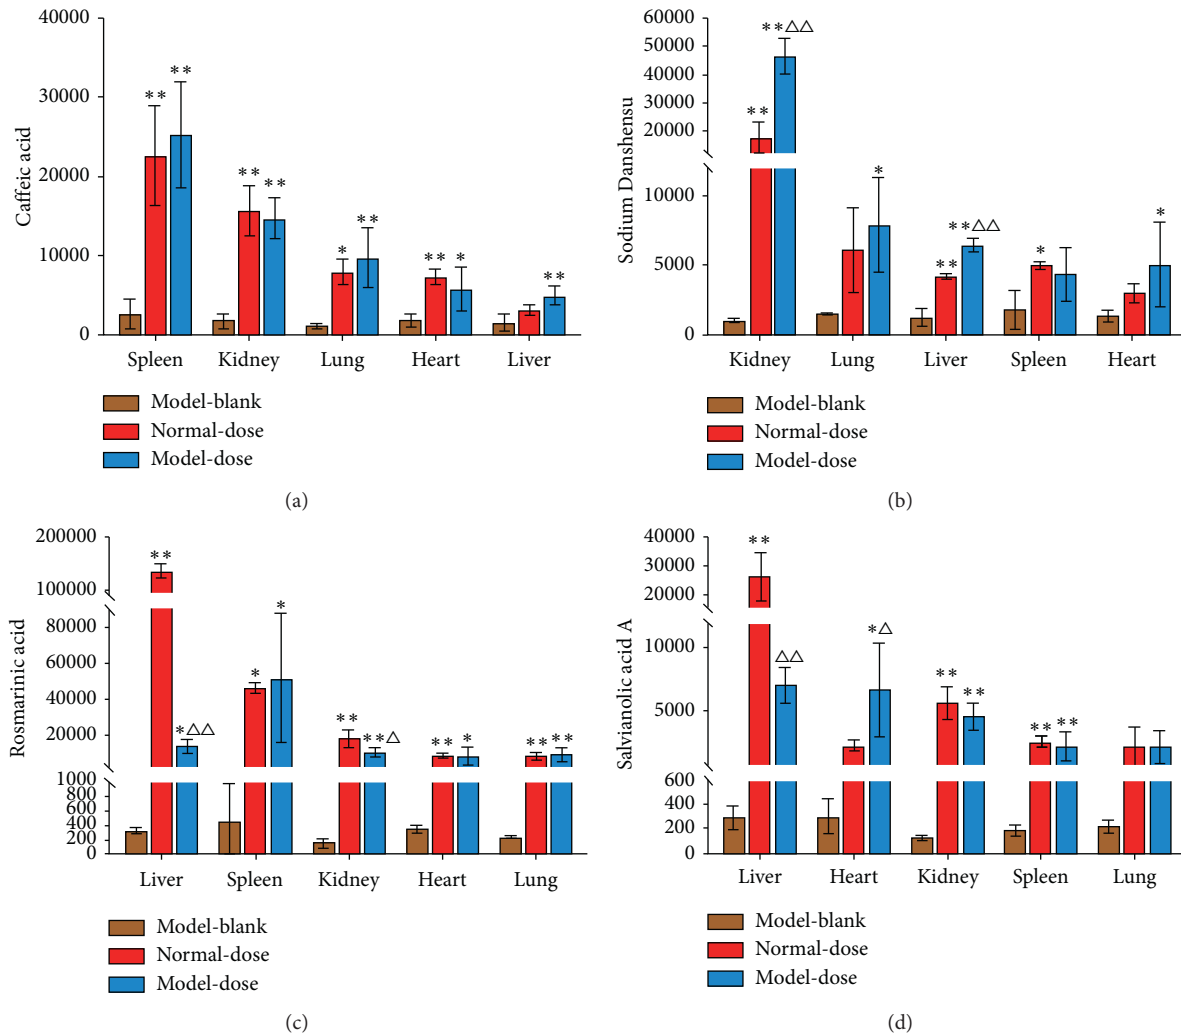 Caffeic acid
40000
30000
20000
10000
0
** ** ** ** * ** ** * **
Spleen Kidney Lung Heart Liver
Model-blank
Normal-dose
Model-dose
(a)
Sodium Danshensu
60000
50000
40000
30000
20000
10000
5000
0
** **△△ * ** **△△ * *
Kidney Lung Liver Spleen Heart
Model-blank
Normal-dose
Model-dose
(b)
Rosmarinic acid
200000
100000
80000
60000
40000
20000
1000
800
600
400
200
0
** *△△ * * ** **△ ** * ** **
Liver Spleen Kidney Heart Lung
Model-blank
Normal-dose
Model-dose
(c)
Salvianolic acid A
40000
30000
20000
10000
5000
600
400
200
0
** △△ *△ ** ** ** **
Liver Heart Kidney Spleen Lung
Model-blank
Normal-dose
Model-dose
(d)